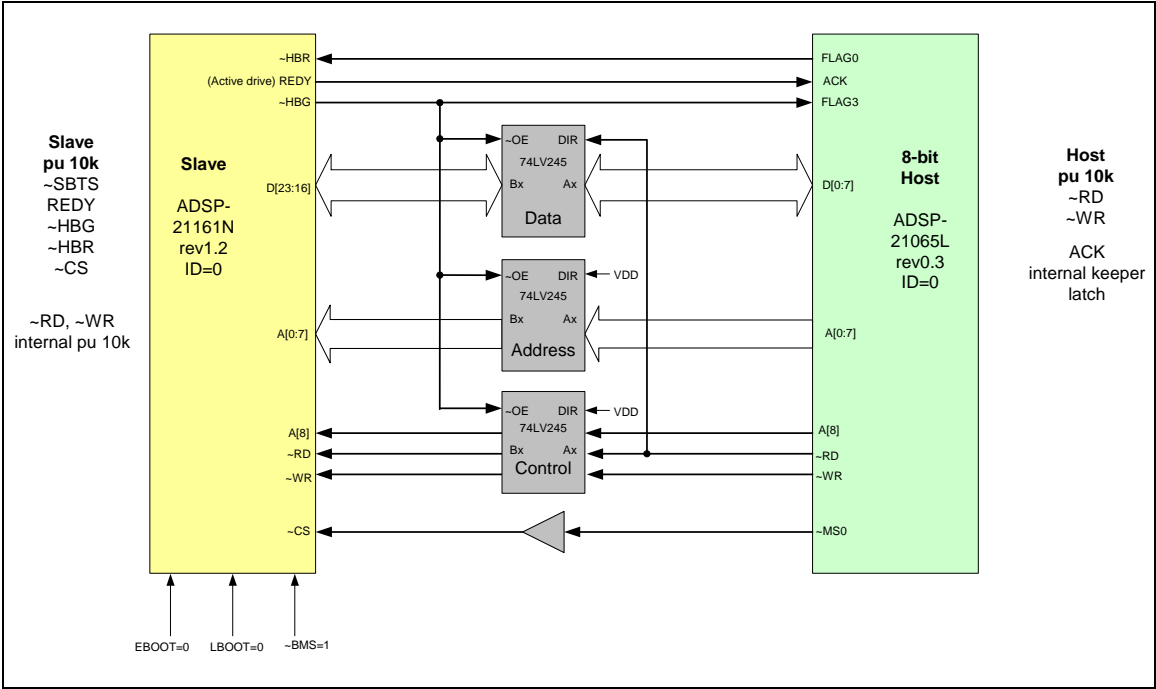 Slave
pu 10k
~SBTS
REDY
~HBG
~HBR
~CS
~RD, ~WR
internal pu 10k
Slave
ADSP-
21161N
rev1.2
ID=0
~HBR
(Active drive) REDY
~HBG
D[23:16]
A[0:7]
A[8]
~RD
~WR
~CS
EBOOT=0
LBOOT=0
~BMS=1
~OE DIR
74LV245
Bx Ax
Data
~OE DIR
VDD
74LV245
Bx Ax
Address
~OE DIR
VDD
74LV245
Bx Ax
Control
FLAG0
ACK
FLAG3
D[0:7]
A[0:7]
A[8]
~RD
~WR
~MS0
8-bit
Host
ADSP-
21065L
rev0.3
ID=0
Host
pu 10k
~RD
~WR
ACK
internal keeper
latch